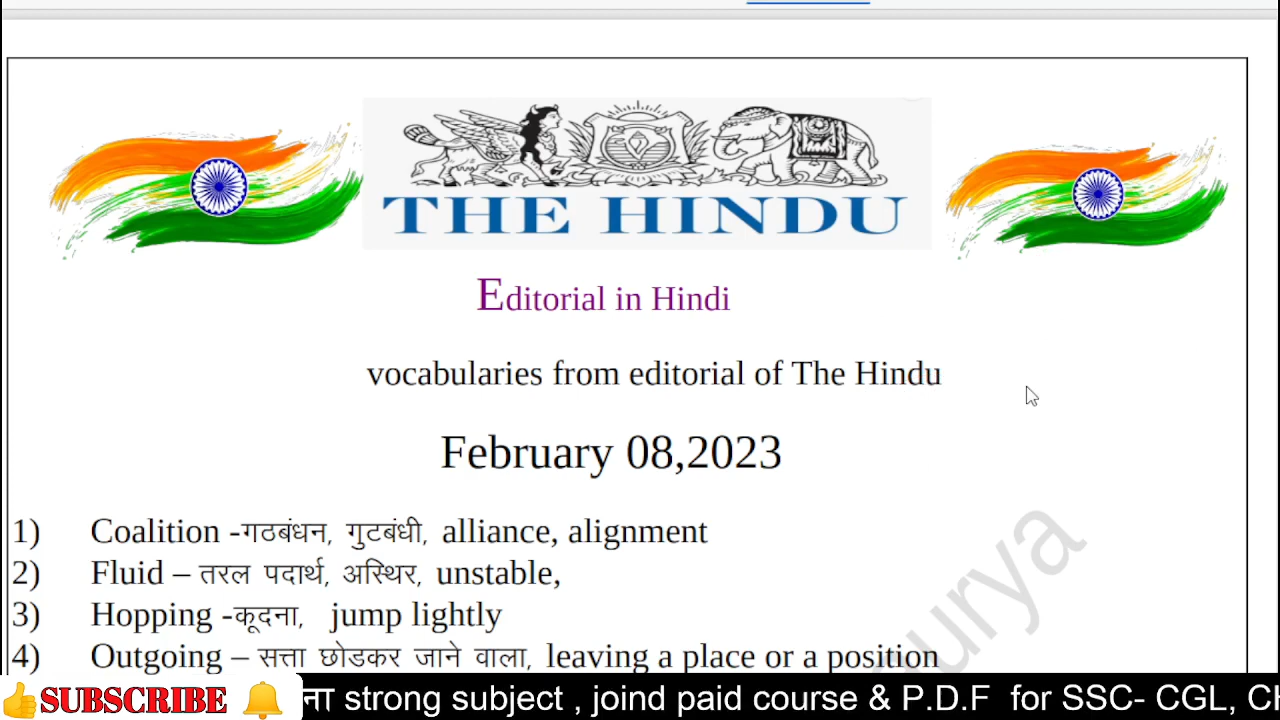 THE HINDU
Editorial in Hindi
vocabularies from editorial of The Hindu
February 08,2023
1) Coalition -गठबंधन, गुटबंधी, alliance, alignment
2) Fluid – तरल पदार्थ, अस्थिर, unstable,
3) Hopping -कूदना, jump lightly
4) Outgoing – सत्ता छोडकर जाने वाला, leaving a place or a position
SUBSCRIBE strong subject , joind paid course & P.D.F for SSC- CGL,